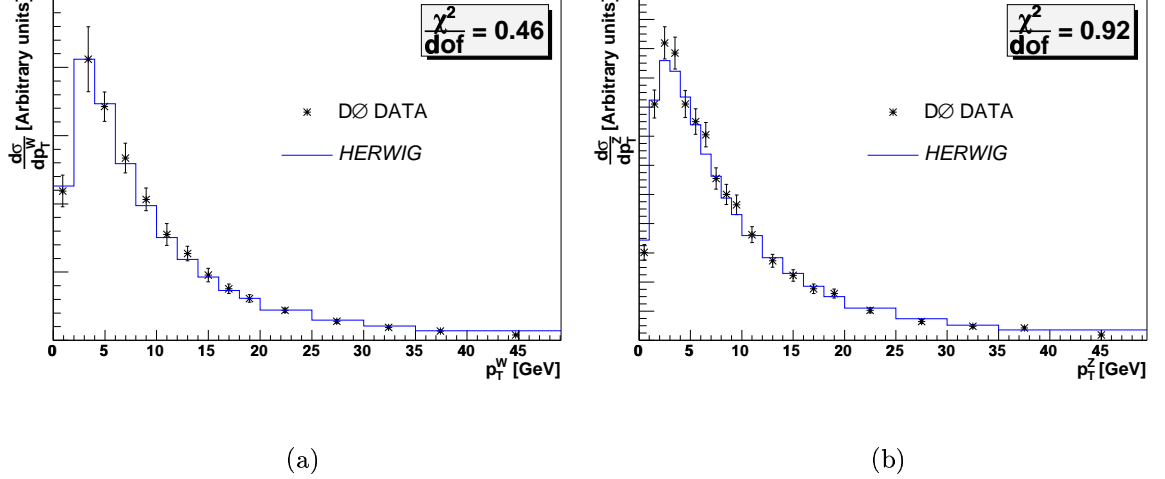 dσ/dp_T^W [Arbitrary units]
χ²/dof = 0.46
DØ DATA
HERWIG
0 5 10 15 20 25 30 35 40 45
p_T^W [GeV]
(a)
dσ/dp_T^Z [Arbitrary units]
χ²/dof = 0.92
DØ DATA
HERWIG
0 5 10 15 20 25 30 35 40 45
p_T^Z [GeV]
(b)